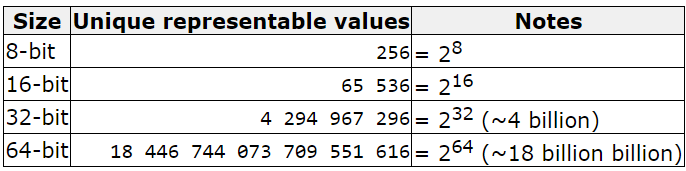 Size Unique representable values Notes
8-bit 256 = 2⁸
16-bit 65 536 = 2¹⁶
32-bit 4 294 967 296 = 2³² (~4 billion)
64-bit 18 446 744 073 709 551 616 = 2⁶⁴ (~18 billion billion)